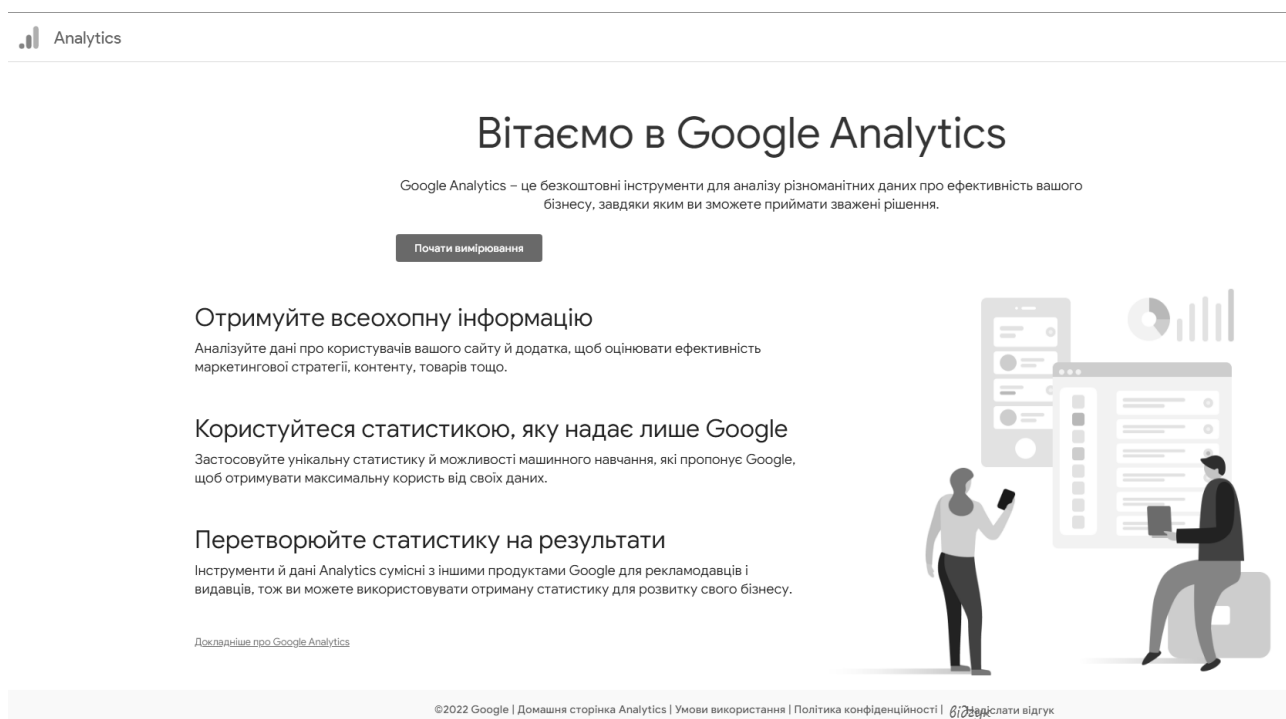 Analytics
Вітаємо в Google Analytics
Google Analytics – це безкоштовні інструменти для аналізу різноманітних даних про ефективність вашого
бізнесу, завдяки яким ви зможете приймати зважені рішення.
Почати вимірювання
Отримуйте всеохопну інформацію
Аналізуйте дані про користувачів вашого сайту й додатка, щоб оцінювати ефективність
маркетингової стратегії, контенту, товарів тощо.
Користуйтеся статистикою, яку надає лише Google
Застосовуйте унікальну статистику й можливості машинного навчання, які пропонує Google,
щоб отримувати максимальну користь від своїх даних.
Перетворюйте статистику на результати
Інструменти й дані Analytics сумісні з іншими продуктами Google для рекламодавців і
видавців, тож ви можете використовувати отриману статистику для розвитку свого бізнесу.
Докладніше про Google Analytics
©2022 Google | Домашня сторінка Analytics | Умови використання | Політика конфіденційності | Надіслати відгук
відгук